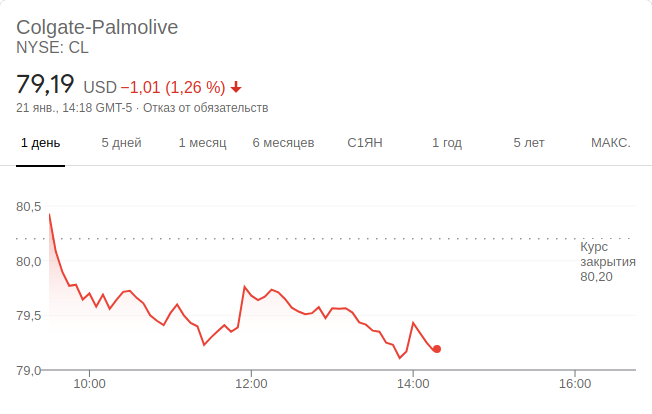 Colgate-Palmolive
NYSE: CL
79,19 USD −1,01 (1,26 %)
21 янв., 14:18 GMT-5 · Отказ от обязательств
1 день 5 дней 1 месяц 6 месяцев С1ЯН 1 год 5 лет МАКС.
80,5
Курс
закрытия
80,20
80,0
79,5
79,0
10:00 12:00 14:00 16:00